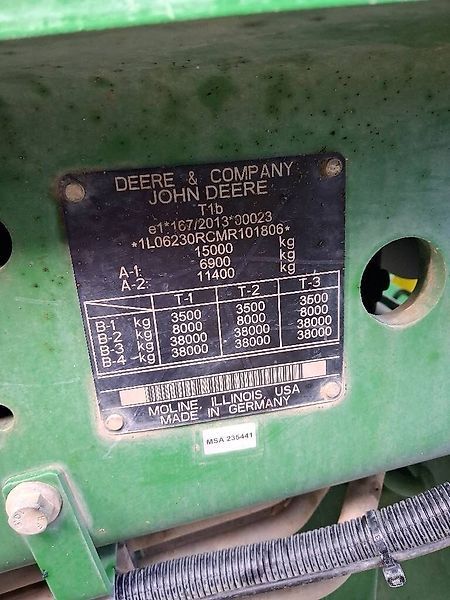 DEERE & COMPANY
JOHN DEERE
T1b
e1*167/2013*00023
*1L06230RCMR101806*
15000 kg
A-1: 6900 kg
A-2: 11400 kg
T-1 T-2 T-3
B-1 kg 3500 3500 3500
B-2 kg 8000 8000 8000
B-3 kg 38000 38000 38000
B-4 kg 38000 38000 38000
MOLINE, ILLINOIS, USA
MADE IN GERMANY
MSA 235441